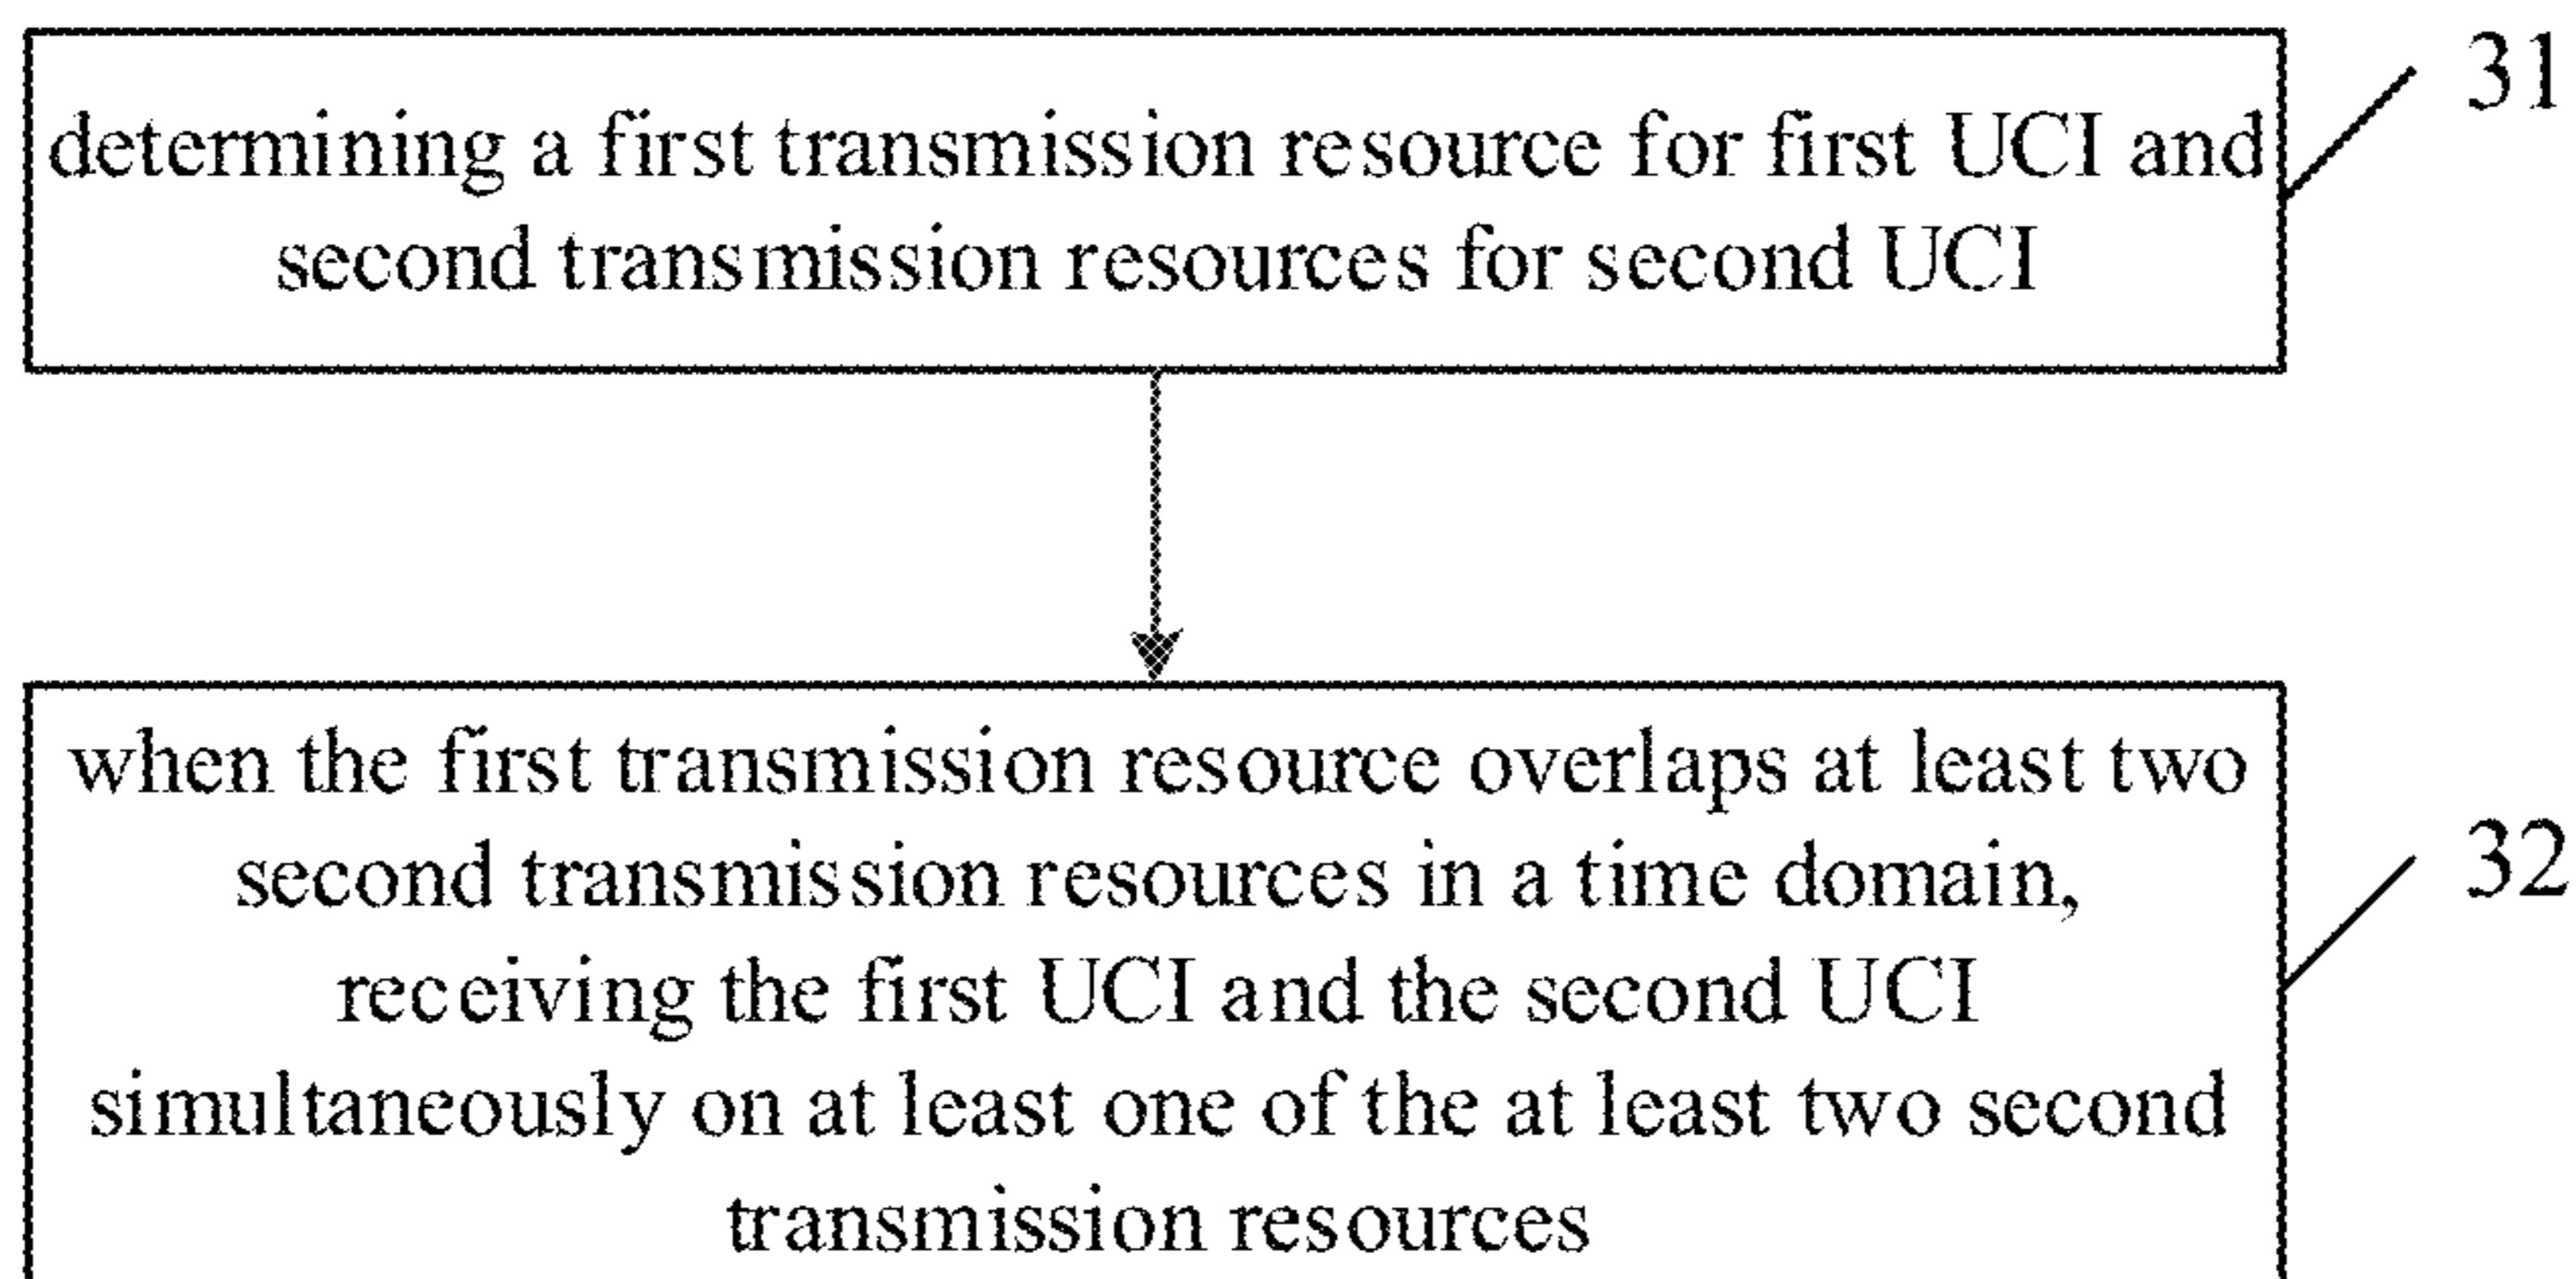 31
determining a first transmission resource for first UCI and
second transmission resources for second UCI
when the first transmission resource overlaps at least two
second transmission resources in a time domain,
32
receiving the first UCI and the second UCI
simultaneously on at least one of the at least two second
transmission resources